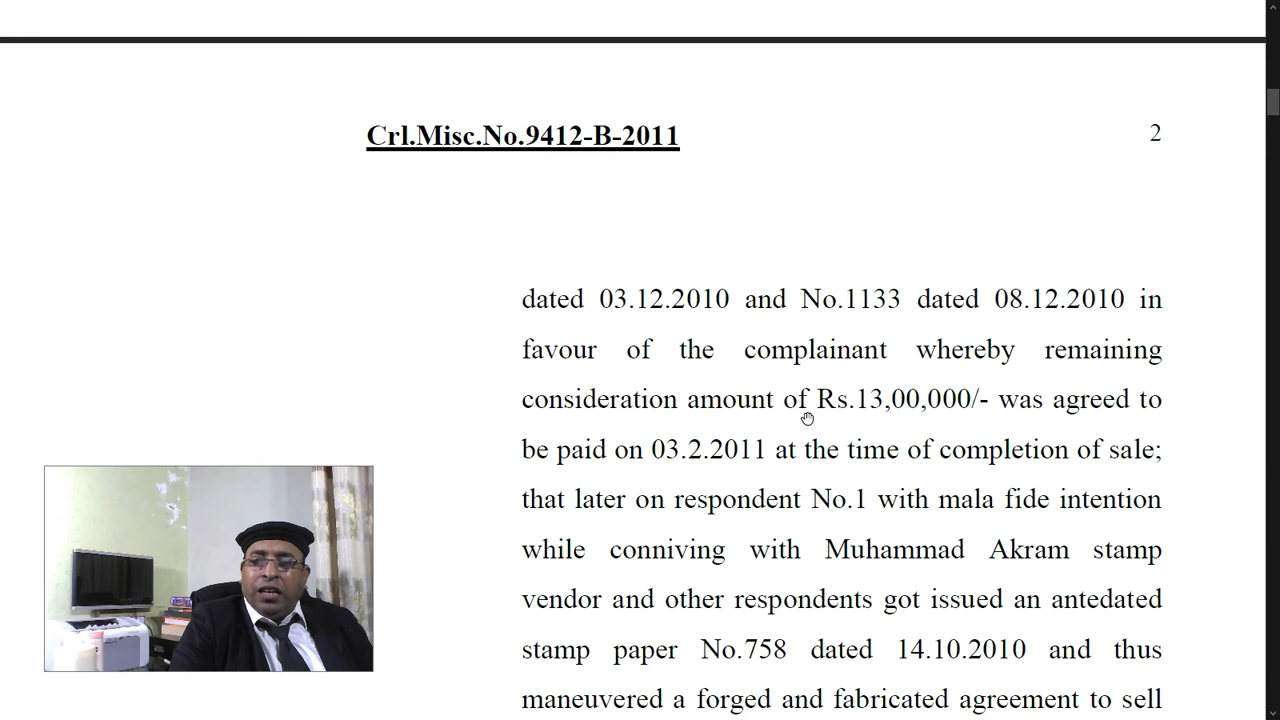 Crl.Misc.No.9412-B-2011
2
dated 03.12.2010 and No.1133 dated 08.12.2010 in
favour of the complainant whereby remaining
consideration amount of Rs.13,00,000/- was agreed to
be paid on 03.2.2011 at the time of completion of sale;
that later on respondent No.1 with mala fide intention
while conniving with Muhammad Akram stamp
vendor and other respondents got issued an antedated
stamp paper No.758 dated 14.10.2010 and thus
maneuvered a forged and fabricated agreement to sell